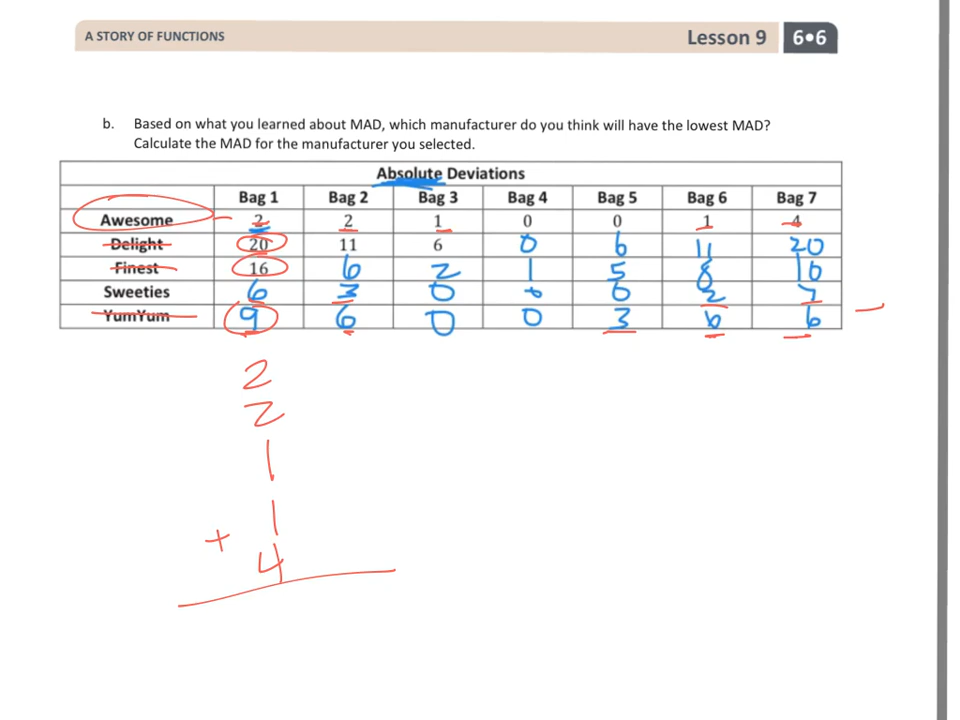 A STORY OF FUNCTIONS Lesson 9 6•6
b. Based on what you learned about MAD, which manufacturer do you think will have the lowest MAD?
Calculate the MAD for the manufacturer you selected.
Absolute Deviations
Bag 1 Bag 2 Bag 3 Bag 4 Bag 5 Bag 6 Bag 7
Awesome 2 2 1 0 0 1 4
Delight 20 11 6 0 6 11 20
Finest 16 6 2 1 5 8 16
Sweeties 6 3 0 0 2
YumYum 9 6 0 0 3 6 6
2
2
1
1
+ 4